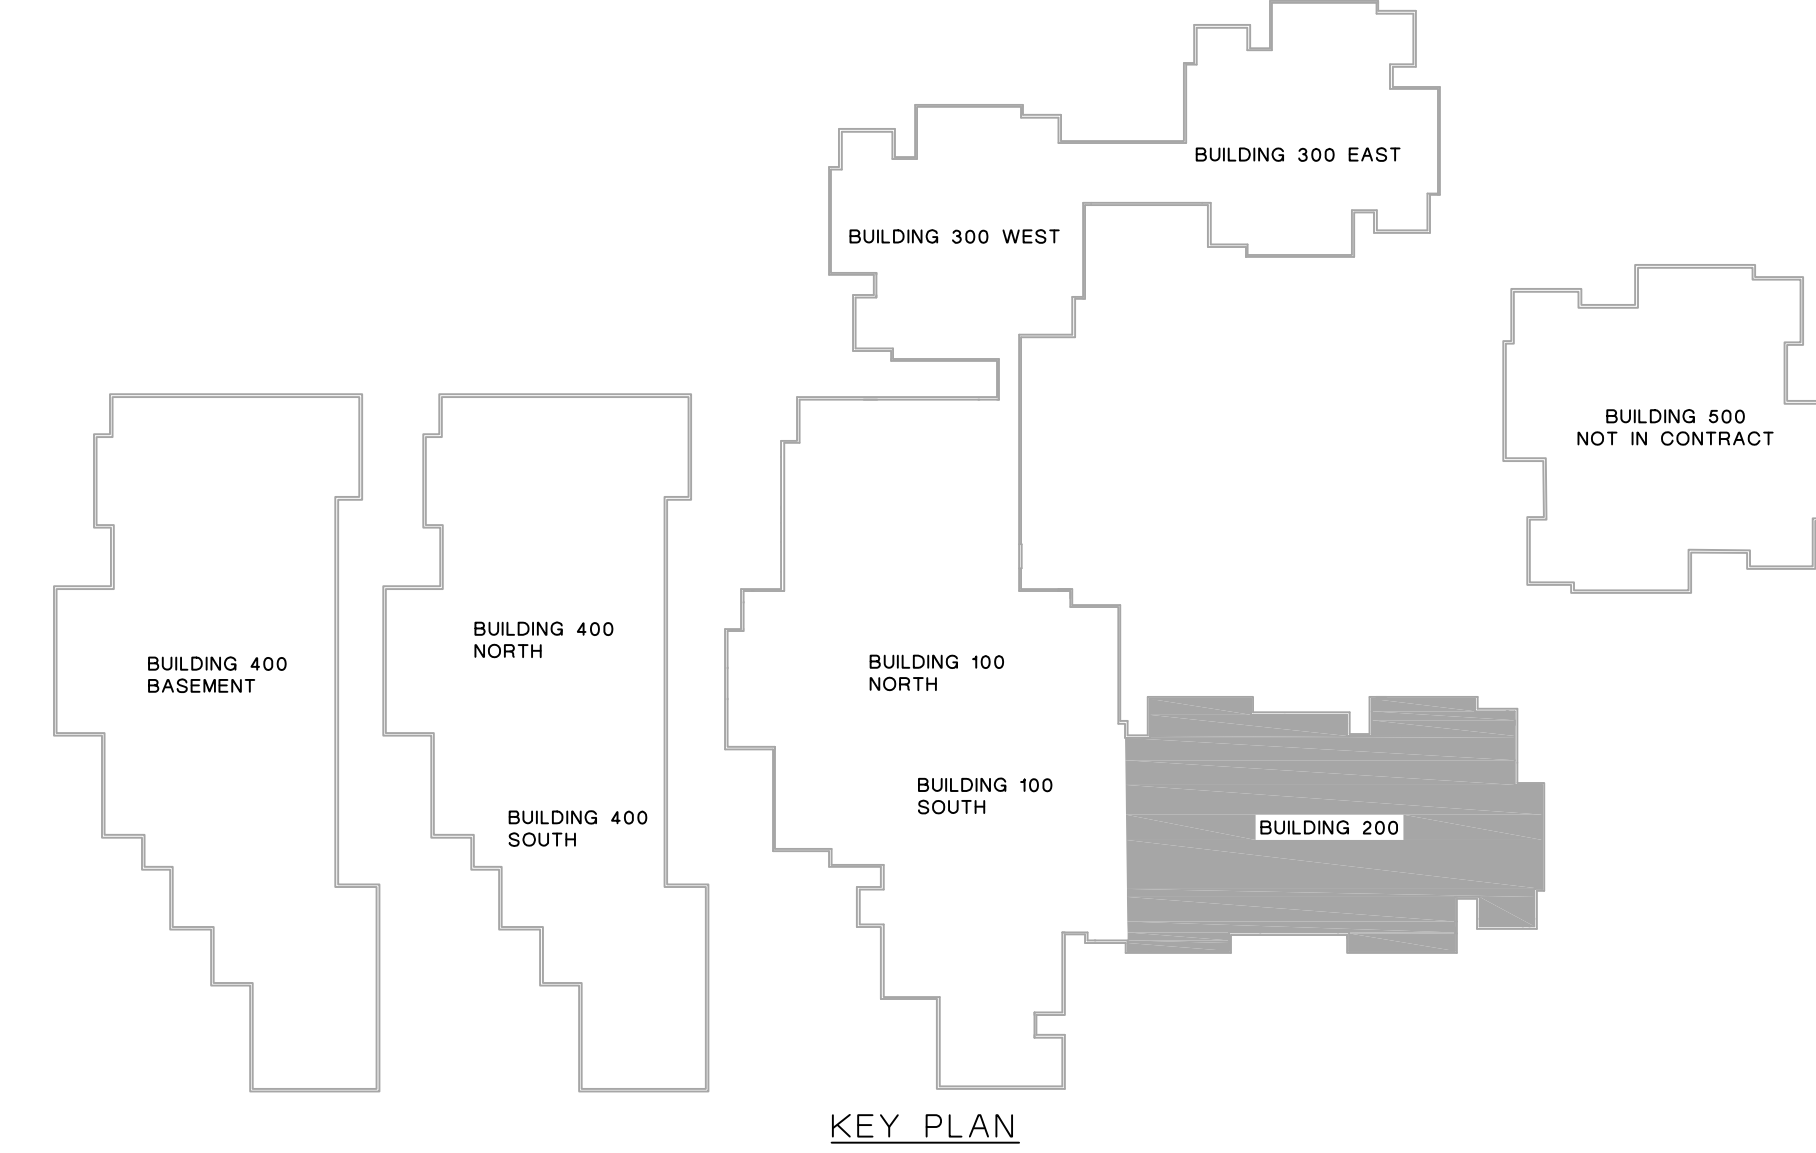 BUILDING 300 EAST
BUILDING 300 WEST
BUILDING 500
NOT IN CONTRACT
BUILDING 400
NORTH
BUILDING 400
BASEMENT
BUILDING 100
NORTH
BUILDING 100
SOUTH
BUILDING 400
SOUTH
BUILDING 200
KEY PLAN